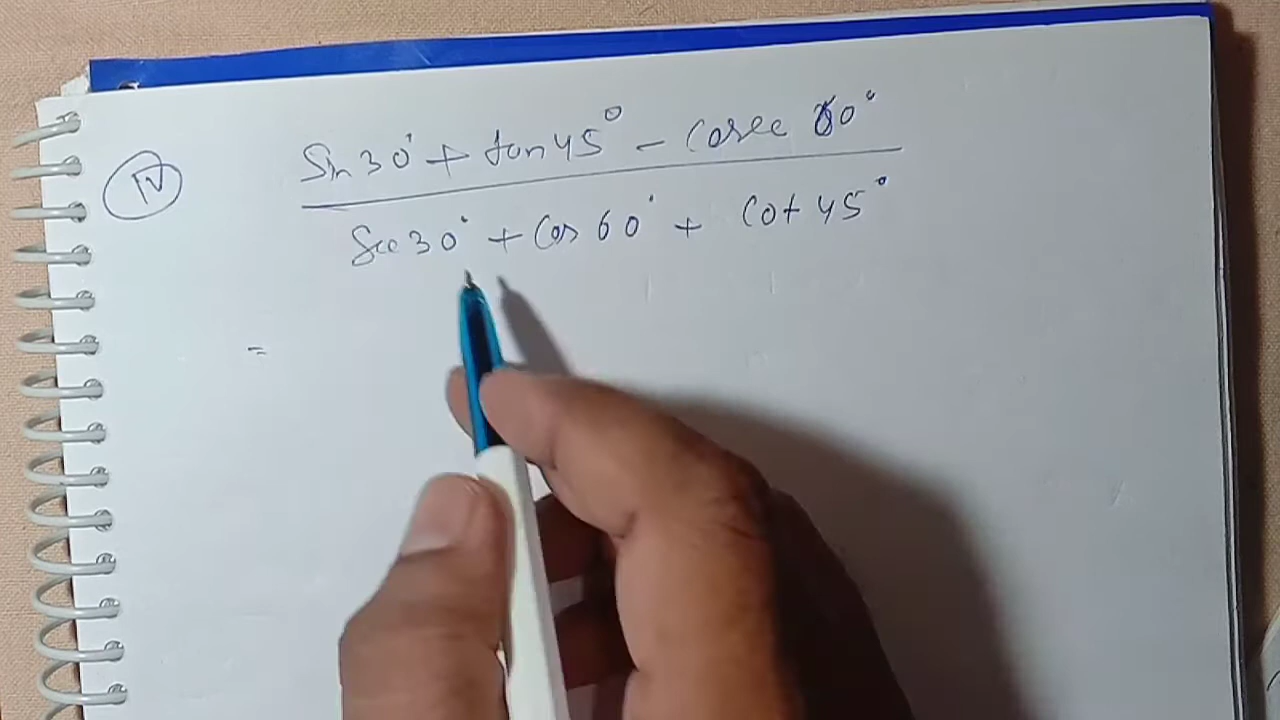 IV
Sin 30° + tan 45° - Cosec 60°
Sec 30° + Cos 60° + Cot 45°
=